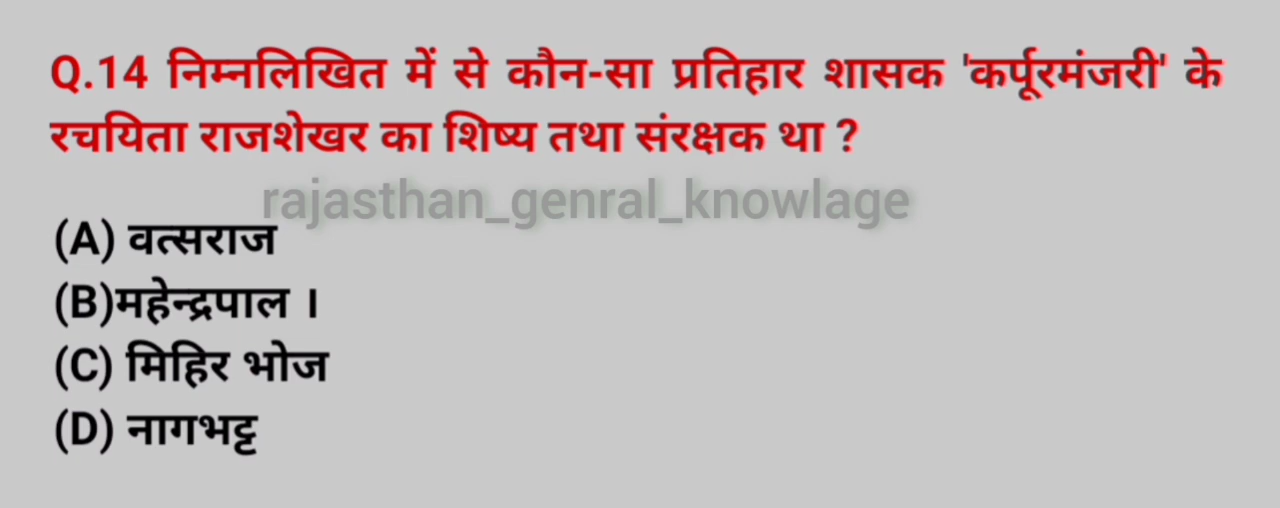 Q.14 निम्नलिखित में से कौन-सा प्रतिहार शासक 'कर्पूरमंजरी' के
रचयिता राजशेखर का शिष्य तथा संरक्षक था ?
rajasthan_genral_knowlage
(A) वत्सराज
(B)महेन्द्रपाल ।
(C) मिहिर भोज
(D) नागभट्ट